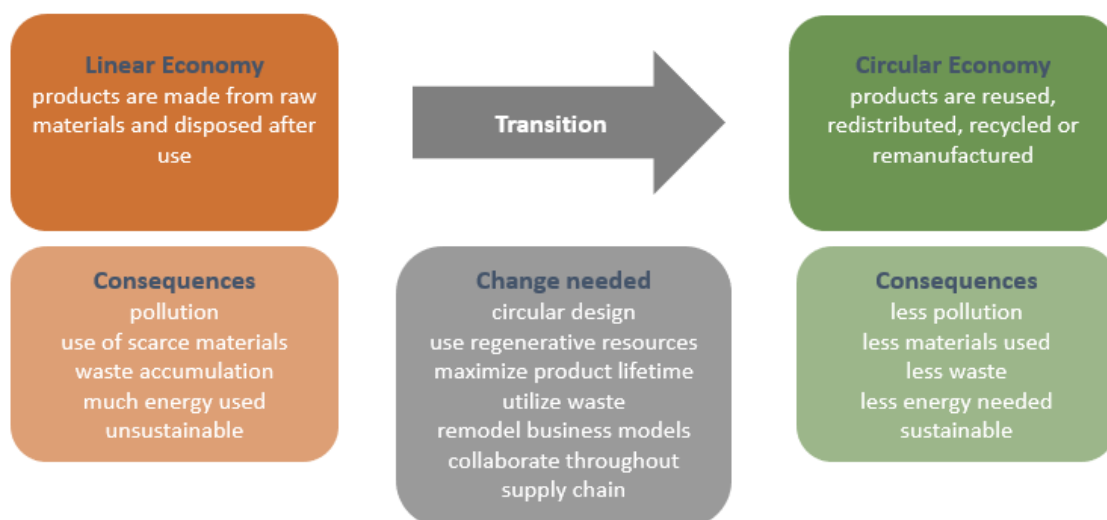 Linear Economy
products are made from raw
materials and disposed after
use
Transition
Circular Economy
products are reused,
redistributed, recycled or
remanufactured
Consequences
pollution
use of scarce materials
waste accumulation
much energy used
unsustainable
Change needed
circular design
use regenerative resources
maximize product lifetime
utilize waste
remodel business models
collaborate throughout
supply chain
Consequences
less pollution
less materials used
less waste
less energy needed
sustainable